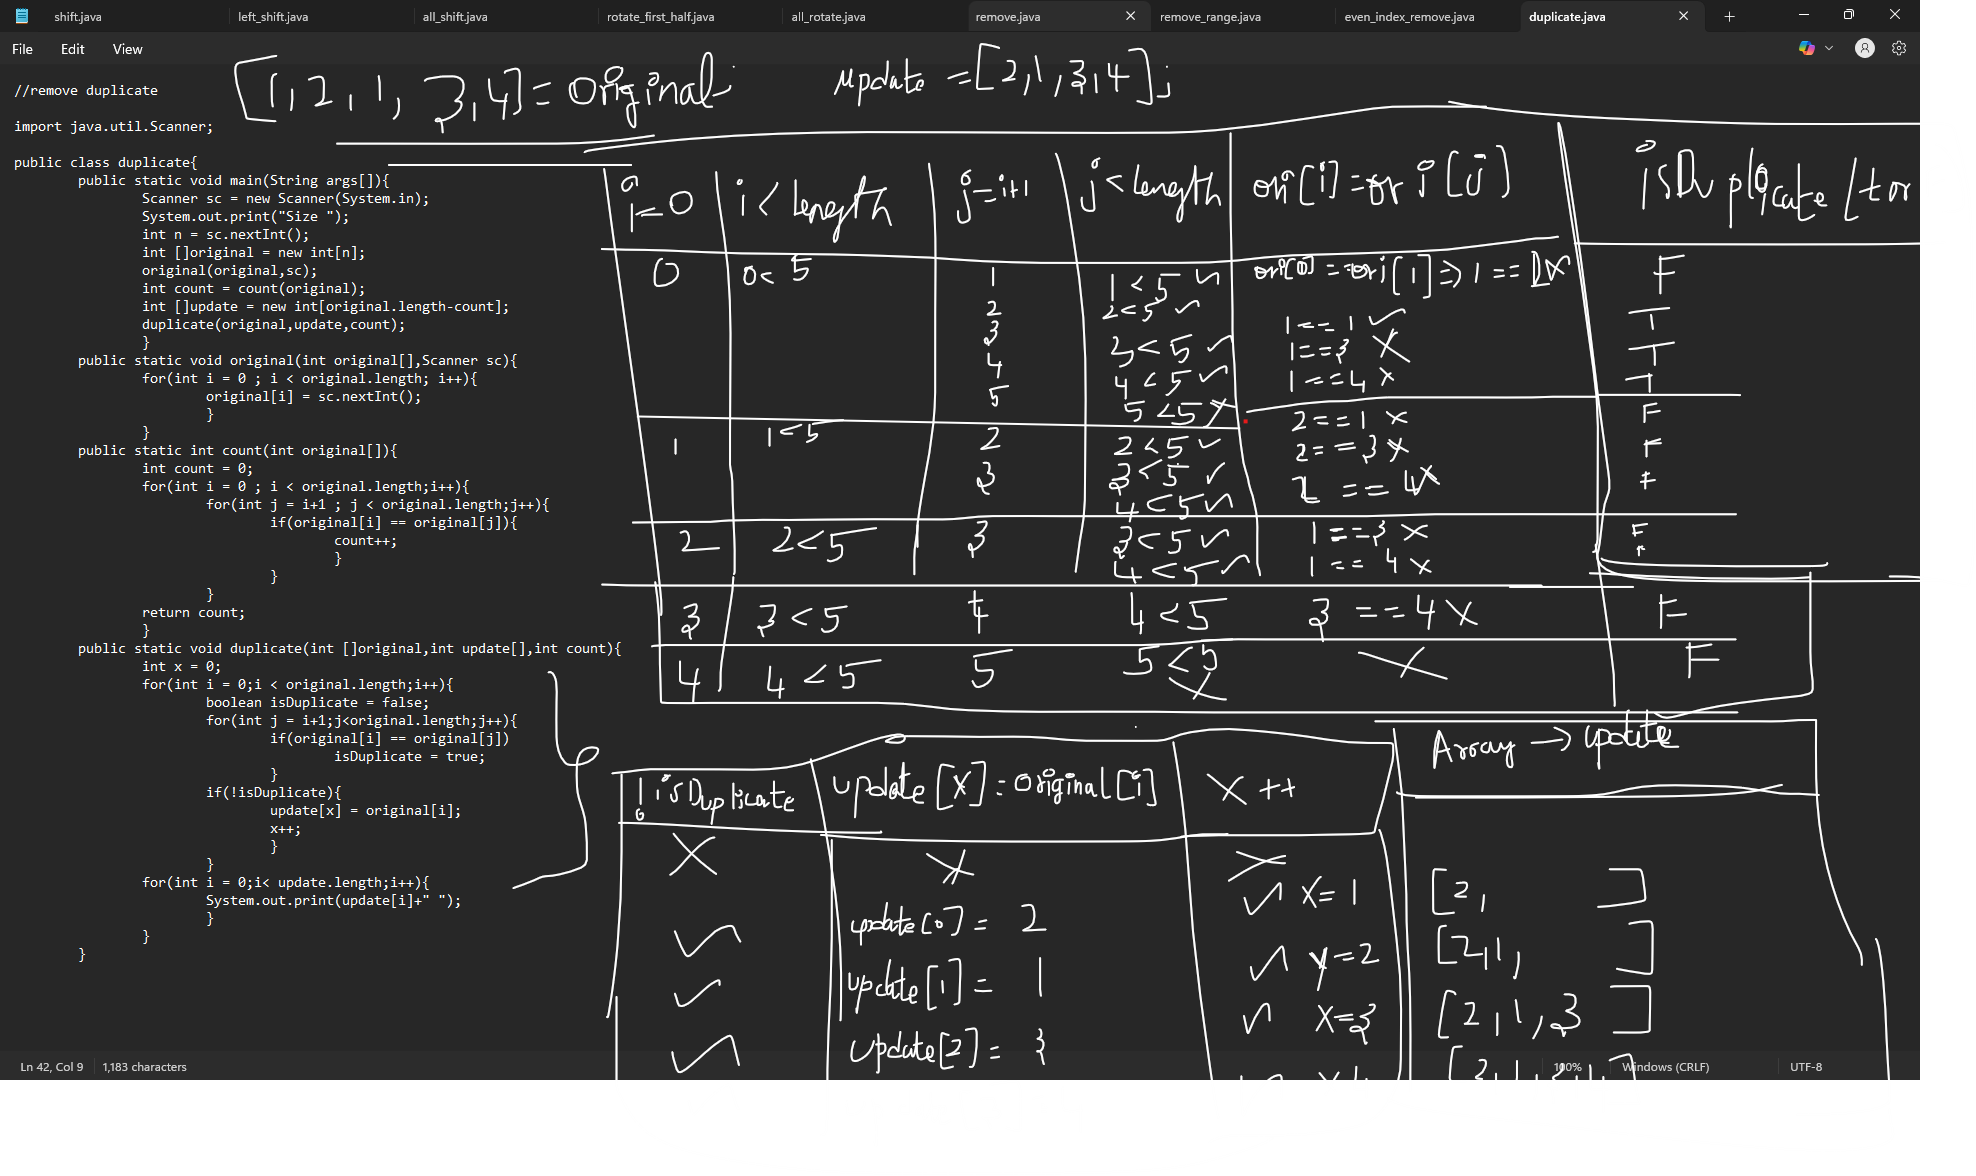 shift.java left_shift.java all_shift.java rotate_first_half.java all_rotate.java remove.java remove_range.java even_index_remove.java duplicate.java
File Edit View
//remove duplicate
import java.util.Scanner;
public class duplicate{
public static void main(String args[]){
Scanner sc = new Scanner(System.in);
System.out.print("Size ");
int n = sc.nextInt();
int []original = new int[n];
original(original,sc);
int count = count(original);
int []update = new int[original.length-count];
duplicate(original,update,count);
}
public static void original(int original[],Scanner sc){
for(int i = 0 ; i < original.length; i++){
original[i] = sc.nextInt();
}
}
public static int count(int original[]){
int count = 0;
for(int i = 0 ; i < original.length;i++){
for(int j = i+1 ; j < original.length;j++){
if(original[i] == original[j]){
count++;
}
}
}
return count;
}
public static void duplicate(int []original,int update[],int count){
int x = 0;
for(int i = 0;i < original.length;i++){
boolean isDuplicate = false;
for(int j = i+1;j<original.length;j++){
if(original[i] == original[j])
isDuplicate = true;
}
if(!isDuplicate){
update[x] = original[i];
x++;
}
}
for(int i = 0;i< update.length;i++){
System.out.print(update[i]+" ");
}
}
}
[1,2,1,3,4]=original; update =[2,1,3,4];
i=0 i<length j=i+1 j<length ori[i]=ori[j] isDuplicate/
0 0<5 1 1<5 ori[0]==ori[1]=> 1== F
2 2<5 1==1 T
3 3<5 1==3 T
4 4<5 1==4 T
5 5<5
1 1<5 2 2<5 2==1 F
3 3<5 2==3 F
4<5 2==4 F
2 2<5 3 3<5 1==3 F
4<5 1==4 F
3 3<5 4 4<5 3==4 F
4 4<5 5 5<5 F
!isDuplicate update[x]=original[i] x++ Array → update
update[0]= 2 x=1 [2, ]
update[1]= 1 x=2 [2,1, ]
update[2]= 3 x=3 [2,1,3 ]
Ln 42, Col 9 1,183 characters 100% Windows (CRLF) UTF-8